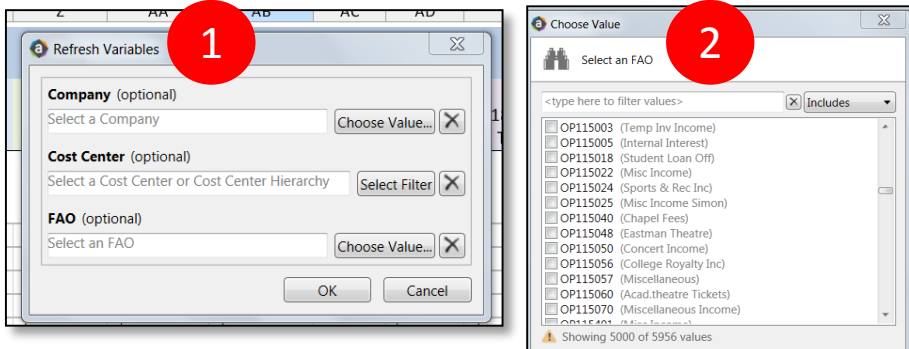 Z AA AB AC AD
1
Refresh Variables
Company (optional)
Select a Company
Choose Value...
Cost Center (optional)
Select a Cost Center or Cost Center Hierarchy
Select Filter
FAO (optional)
Select an FAO
Choose Value...
OK Cancel
2
Choose Value
Select an FAO
<type here to filter values> Includes
OP115003 (Temp Inv Income)
OP115005 (Internal Interest)
OP115018 (Student Loan Off)
OP115022 (Misc Income)
OP115024 (Sports & Rec Inc)
OP115025 (Misc Income Simon)
OP115040 (Chapel Fees)
OP115048 (Eastman Theatre)
OP115050 (Concert Income)
OP115056 (College Royalty Inc)
OP115057 (Miscellaneous)
OP115060 (Acad.theatre Tickets)
OP115070 (Miscellaneous Income)
OP115401 (Misc Income)
Showing 5000 of 5956 values